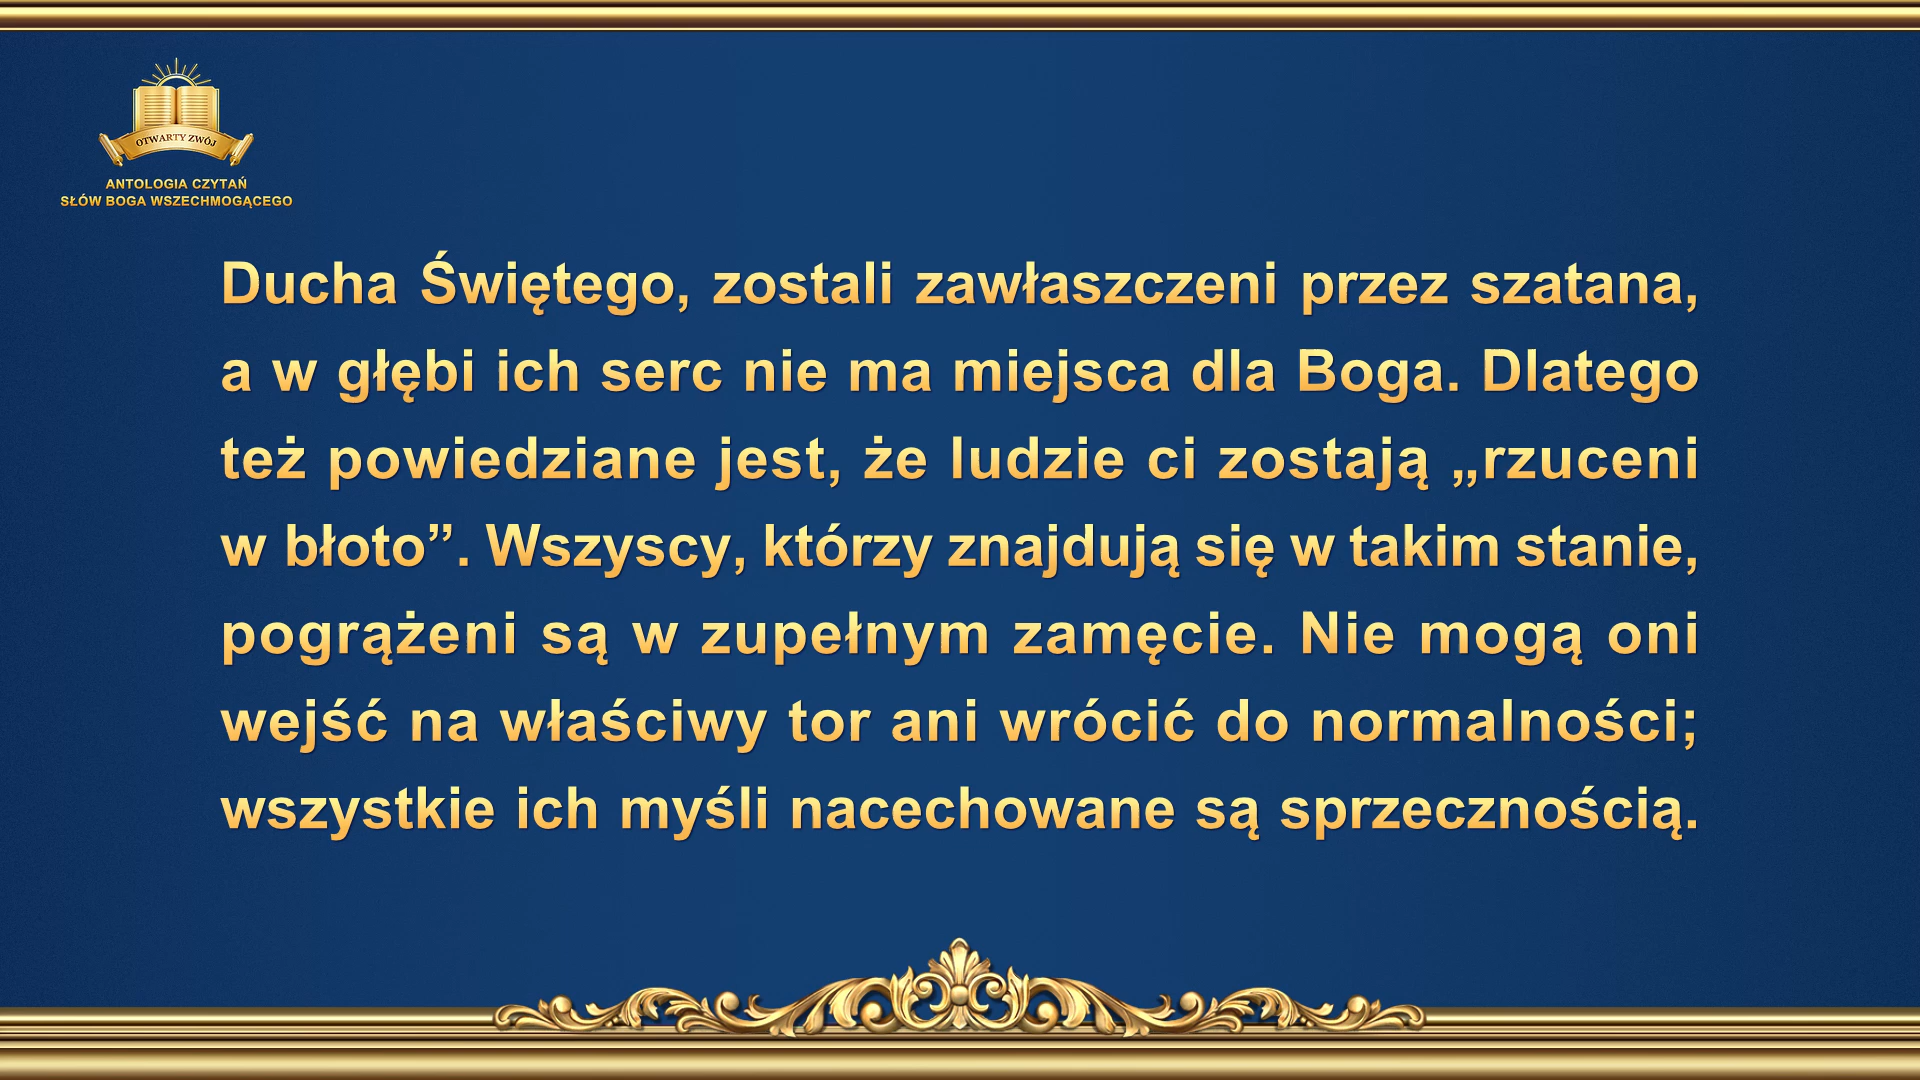 OTWARTY ZWÓJ
ANTOLOGIA CZYTAŃ
SŁÓW BOGA WSZECHMOGĄCEGO
Ducha Świętego, zostali zawłaszczeni przez szatana,
a w głębi ich serc nie ma miejsca dla Boga. Dlatego
też powiedziane jest, że ludzie ci zostają „rzuceni
w błoto”. Wszyscy, którzy znajdują się w takim stanie,
pogrążeni są w zupełnym zamęcie. Nie mogą oni
wejść na właściwy tor ani wrócić do normalności;
wszystkie ich myśli nacechowane są sprzecznością.